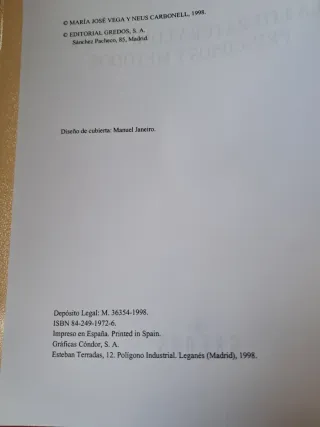 © MARÍA JOSÉ VEGA Y NEUS CARBONELL, 1998.
© EDITORIAL GREDOS, S. A.
Sánchez Pacheco, 85, Madrid.
Diseño de cubierta: Manuel Janeiro.
Depósito Legal: M. 36354-1998.
ISBN 84-249-1972-6.
Impreso en España. Printed in Spain.
Gráficas Cóndor, S. A.
Esteban Terradas, 12. Polígono Industrial. Leganés (Madrid), 1998.